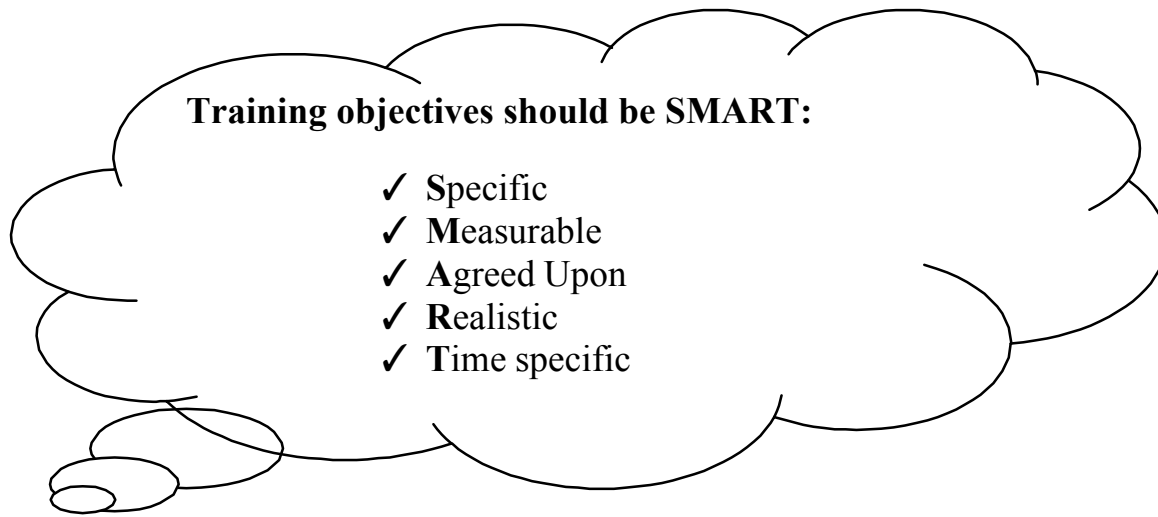 Training objectives should be SMART:
✓ Specific
✓ Measurable
✓ Agreed Upon
✓ Realistic
✓ Time specific